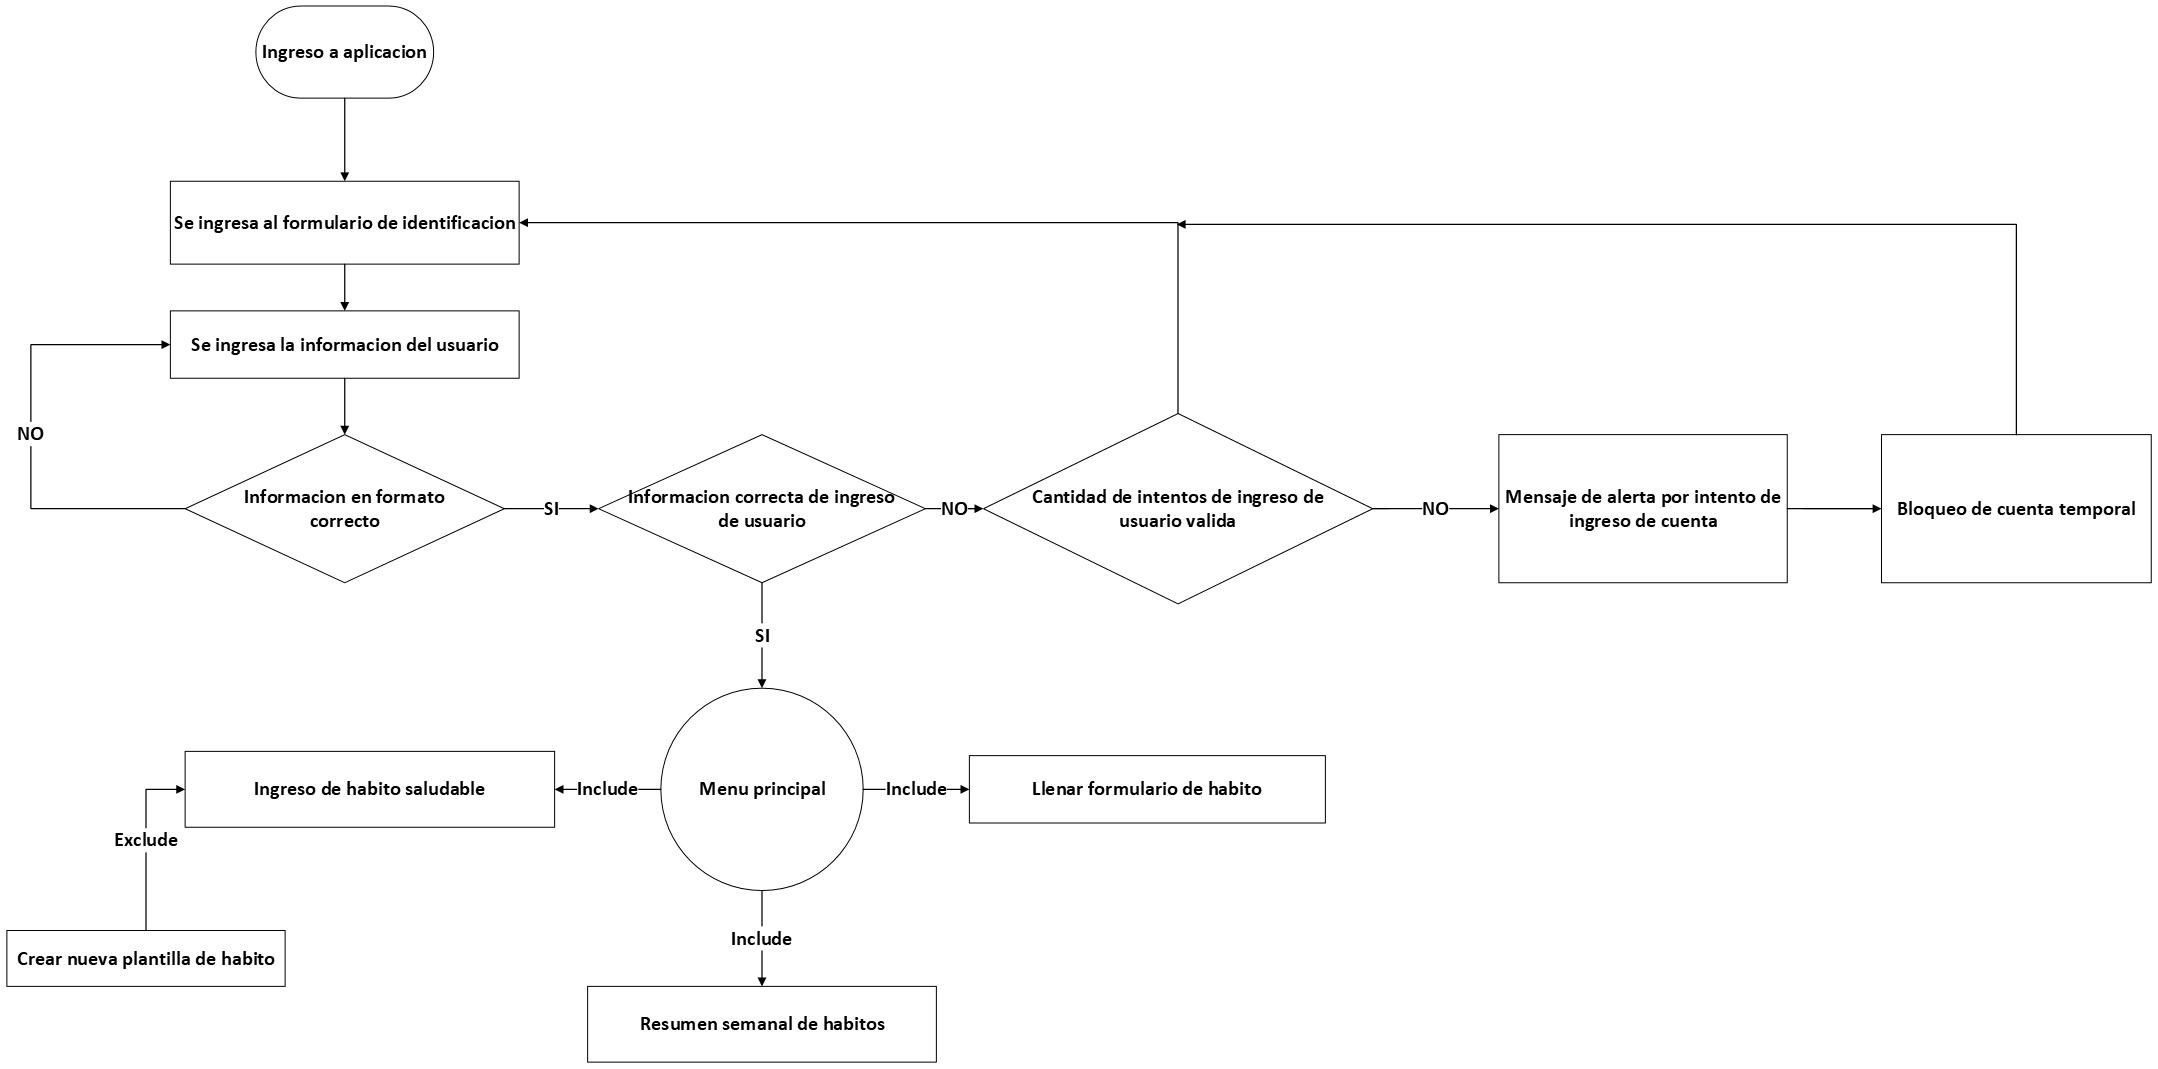 Ingreso a aplicacion
Se ingresa al formulario de identificacion
Se ingresa la informacion del usuario
NO
Informacion en formato
correcto
SI
Informacion correcta de ingreso
de usuario
NO
Cantidad de intentos de ingreso de
usuario valida
NO
Mensaje de alerta por intento de
ingreso de cuenta
Bloqueo de cuenta temporal
SI
Ingreso de habito saludable
Include
Menu principal
Include
Llenar formulario de habito
Exclude
Include
Crear nueva plantilla de habito
Resumen semanal de habitos